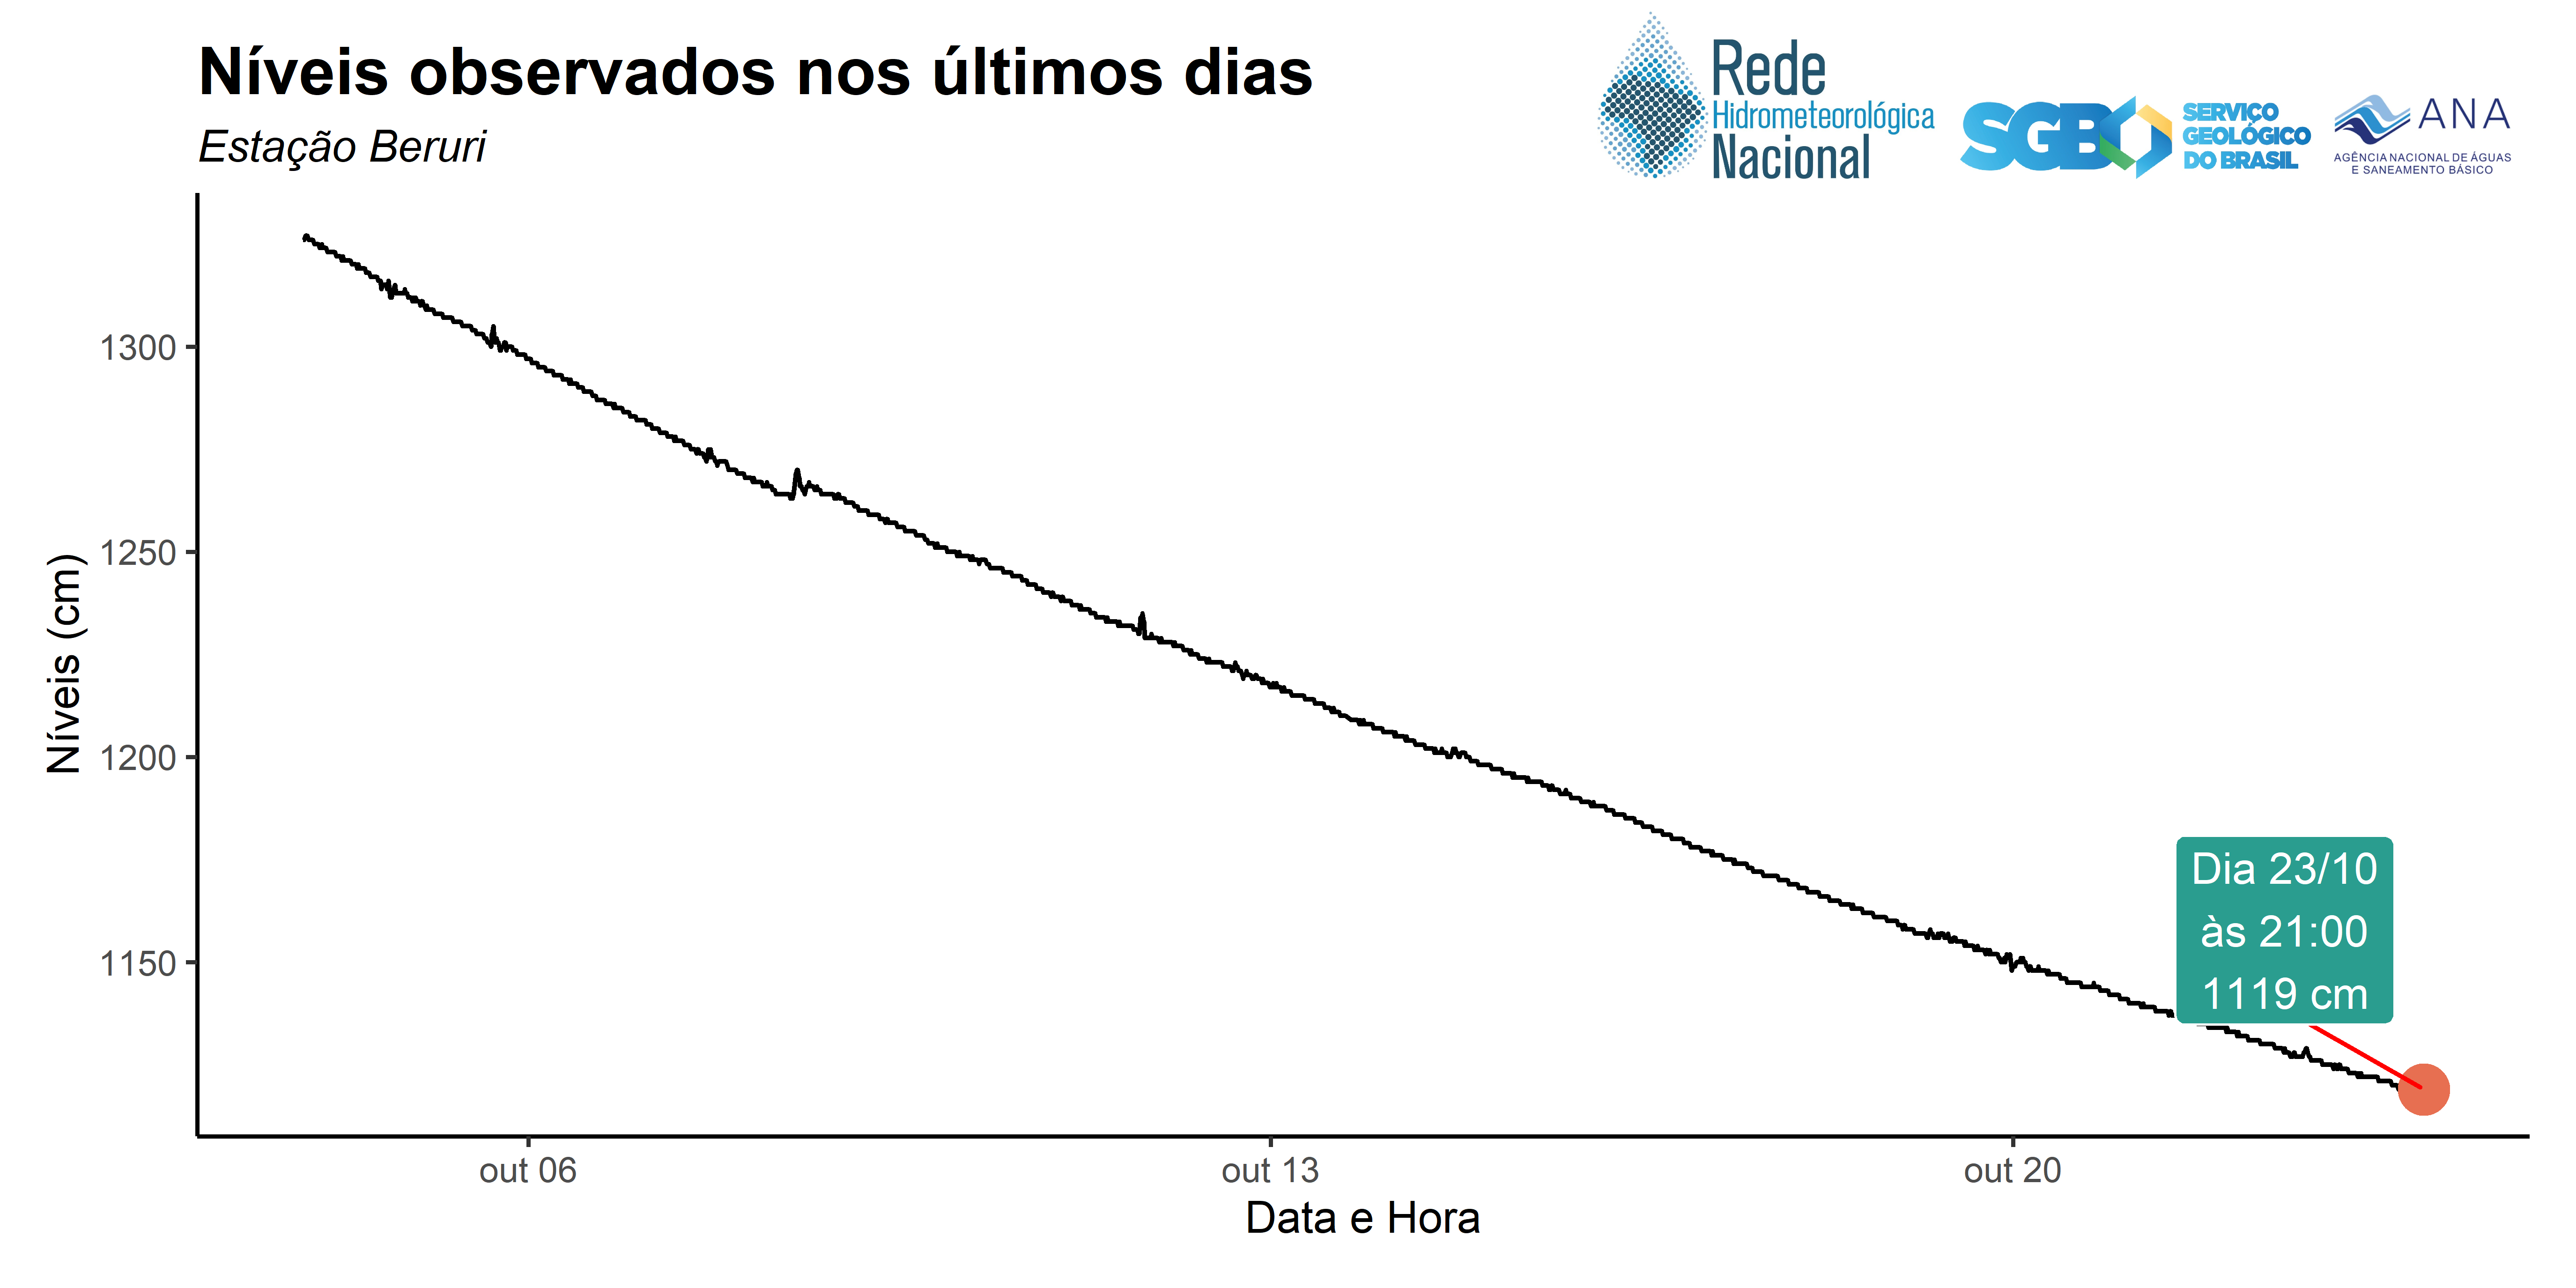 Níveis observados nos últimos dias
Estação Beruri
Rede
Hidrometeorológica
Nacional
SGB
SERVIÇO
GEOLÓGICO
DO BRASIL
ANA
AGÊNCIA NACIONAL DE ÁGUAS
E SANEAMENTO BÁSICO
Níveis (cm)
1300
1250
1200
1150
Dia 23/10
às 21:00
1119 cm
out 06
out 13
out 20
Data e Hora